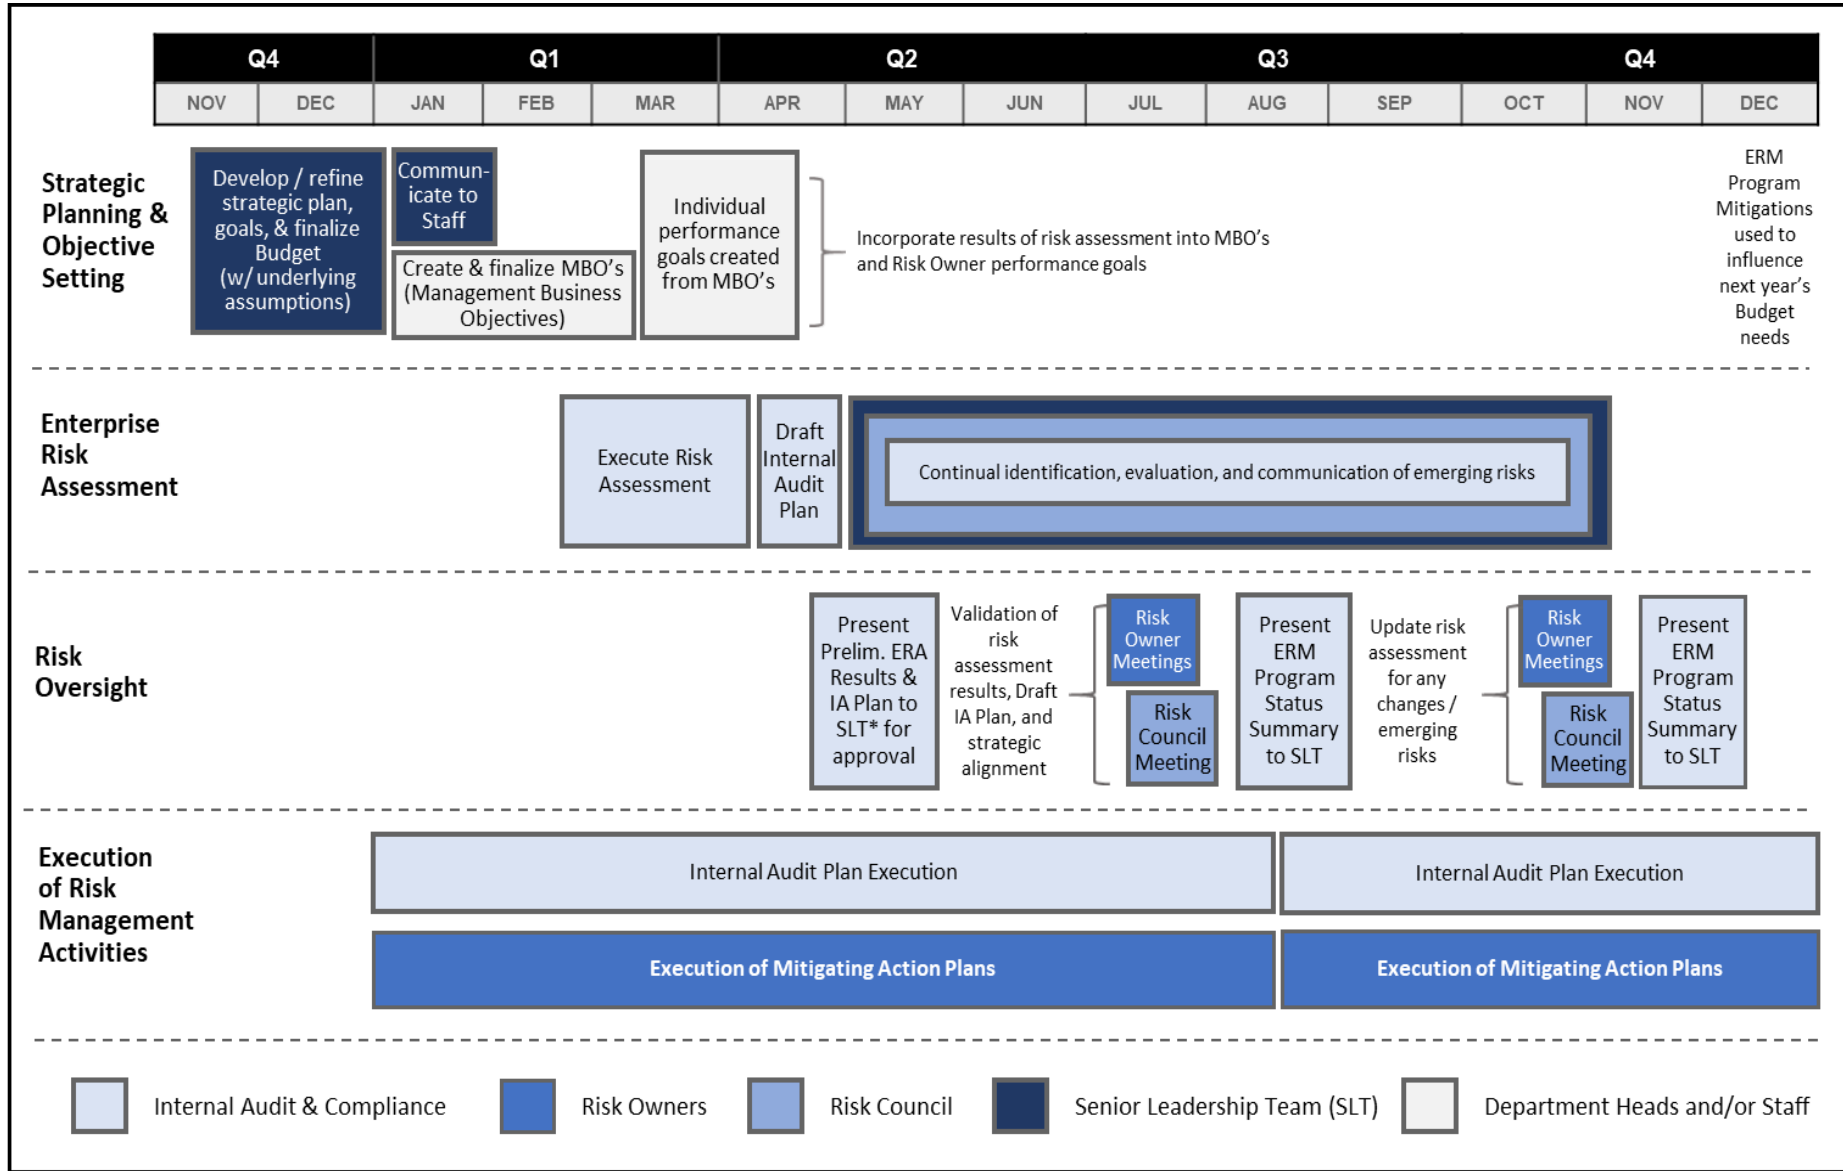 Q4 Q1 Q2 Q3 Q4
NOV DEC JAN FEB MAR APR MAY JUN JUL AUG SEP OCT NOV DEC
Strategic
Planning &
Objective
Setting
Develop / refine
strategic plan,
goals, & finalize
Budget
(w/ underlying
assumptions)
Commun-
icate to
Staff
Create & finalize MBO’s
(Management Business
Objectives)
Individual
performance
goals created
from MBO’s
Incorporate results of risk assessment into MBO’s
and Risk Owner performance goals
ERM
Program
Mitigations
used to
influence
next year’s
Budget
needs
Enterprise
Risk
Assessment
Execute Risk
Assessment
Draft
Internal
Audit
Plan
Continual identification, evaluation, and communication of emerging risks
Risk
Oversight
Present
Prelim. ERA
Results &
IA Plan to
SLT* for
approval
Validation of
risk
assessment
results, Draft
IA Plan, and
strategic
alignment
Risk
Owner
Meetings
Risk
Council
Meeting
Present
ERM
Program
Status
Summary
to SLT
Update risk
assessment
for any
changes /
emerging
risks
Risk
Owner
Meetings
Risk
Council
Meeting
Present
ERM
Program
Status
Summary
to SLT
Execution
of Risk
Management
Activities
Internal Audit Plan Execution
Internal Audit Plan Execution
Execution of Mitigating Action Plans
Execution of Mitigating Action Plans
Internal Audit & Compliance
Risk Owners
Risk Council
Senior Leadership Team (SLT)
Department Heads and/or Staff